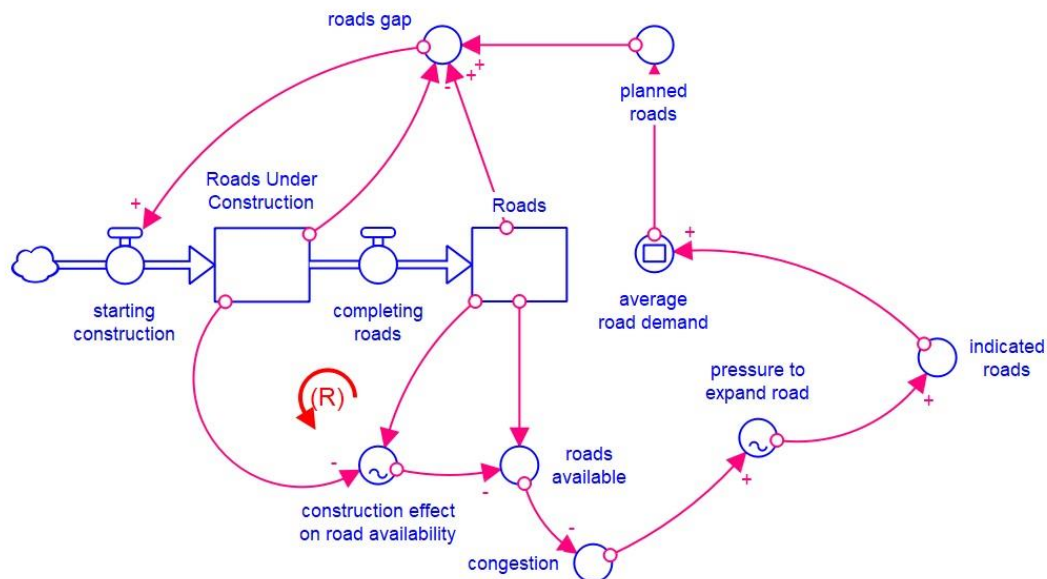 roads gap
-
+
+
planned
roads
+
Roads Under
Construction
Roads
+
starting
construction
completing
roads
average
road demand
indicated
roads
pressure to
expand road
+
(R)
+
-
-
roads
available
construction effect
on road availability
-
congestion